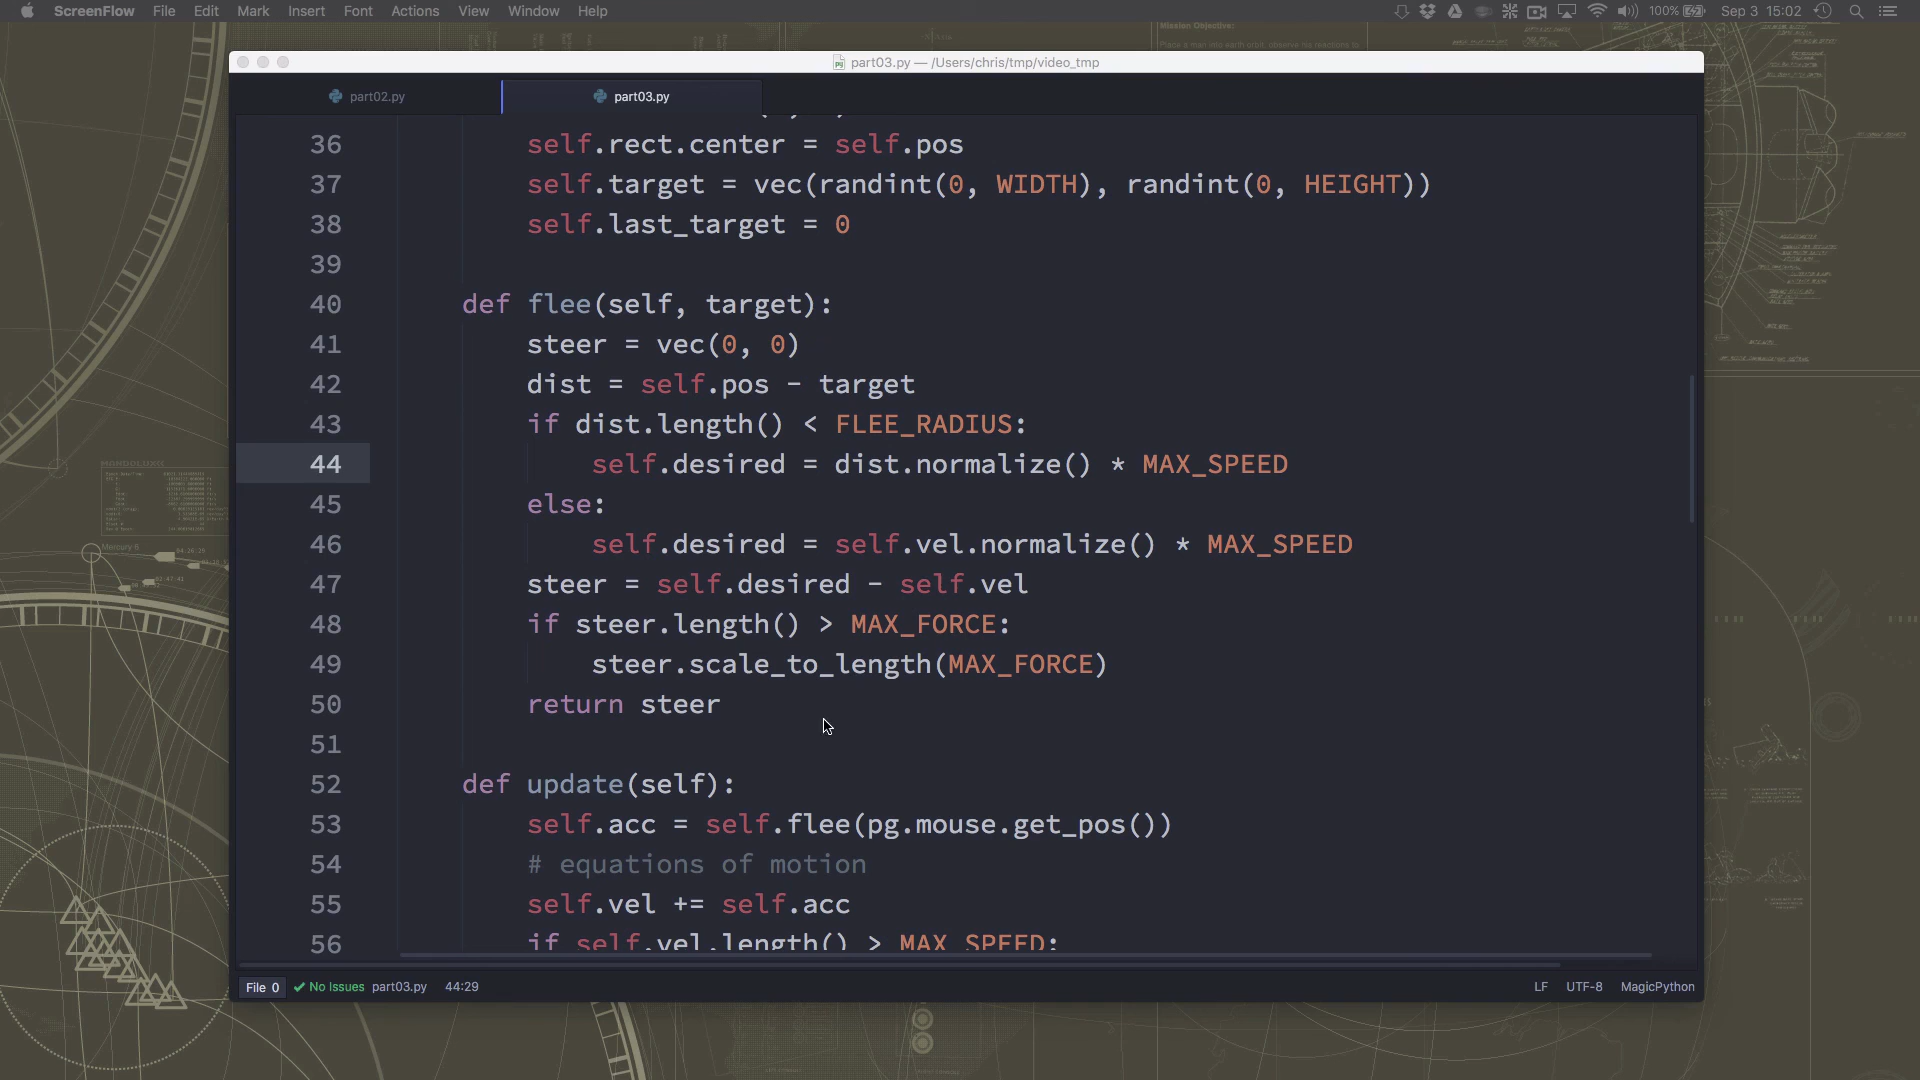 ScreenFlow File Edit Mark Insert Font Actions View Window Help 100% Sep 3 15:02
Mission Objective:
part03.py — /Users/chris/tmp/video_tmp
part02.py part03.py
36 self.rect.center = self.pos
37 self.target = vec(randint(0, WIDTH), randint(0, HEIGHT))
38 self.last_target = 0
39
40 def flee(self, target):
41 steer = vec(0, 0)
42 dist = self.pos - target
43 if dist.length() < FLEE_RADIUS:
44 self.desired = dist.normalize() * MAX_SPEED
45 else:
46 self.desired = self.vel.normalize() * MAX_SPEED
47 steer = self.desired - self.vel
48 if steer.length() > MAX_FORCE:
49 steer.scale_to_length(MAX_FORCE)
50 return steer
51
52 def update(self):
53 self.acc = self.flee(pg.mouse.get_pos())
54 # equations of motion
55 self.vel += self.acc
56 if self.vel.length() > MAX_SPEED:
File 0 No Issues part03.py 44:29 LF UTF-8 MagicPython
Mercury 6